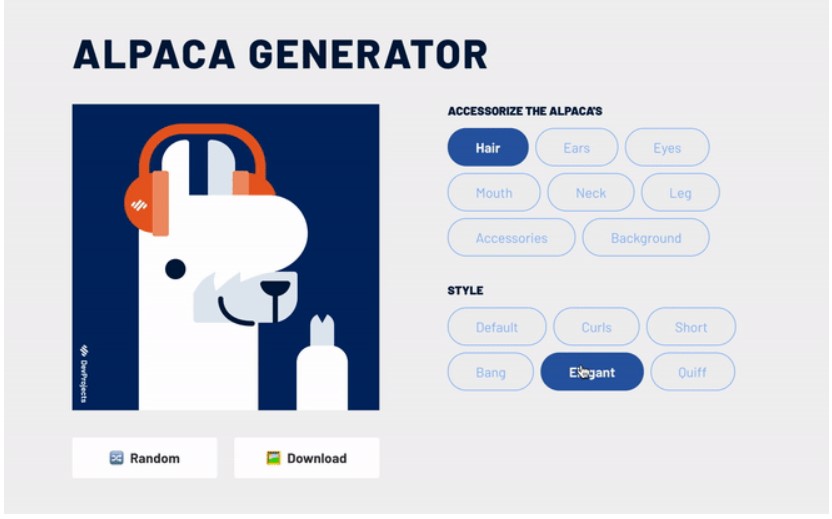 ALPACA GENERATOR
ACCESSORIZE THE ALPACA'S
Hair Ears Eyes
Mouth Neck Leg
Accessories Background
STYLE
Default Curls Short
Bang Elegant Quiff
DevProjects
Random Download